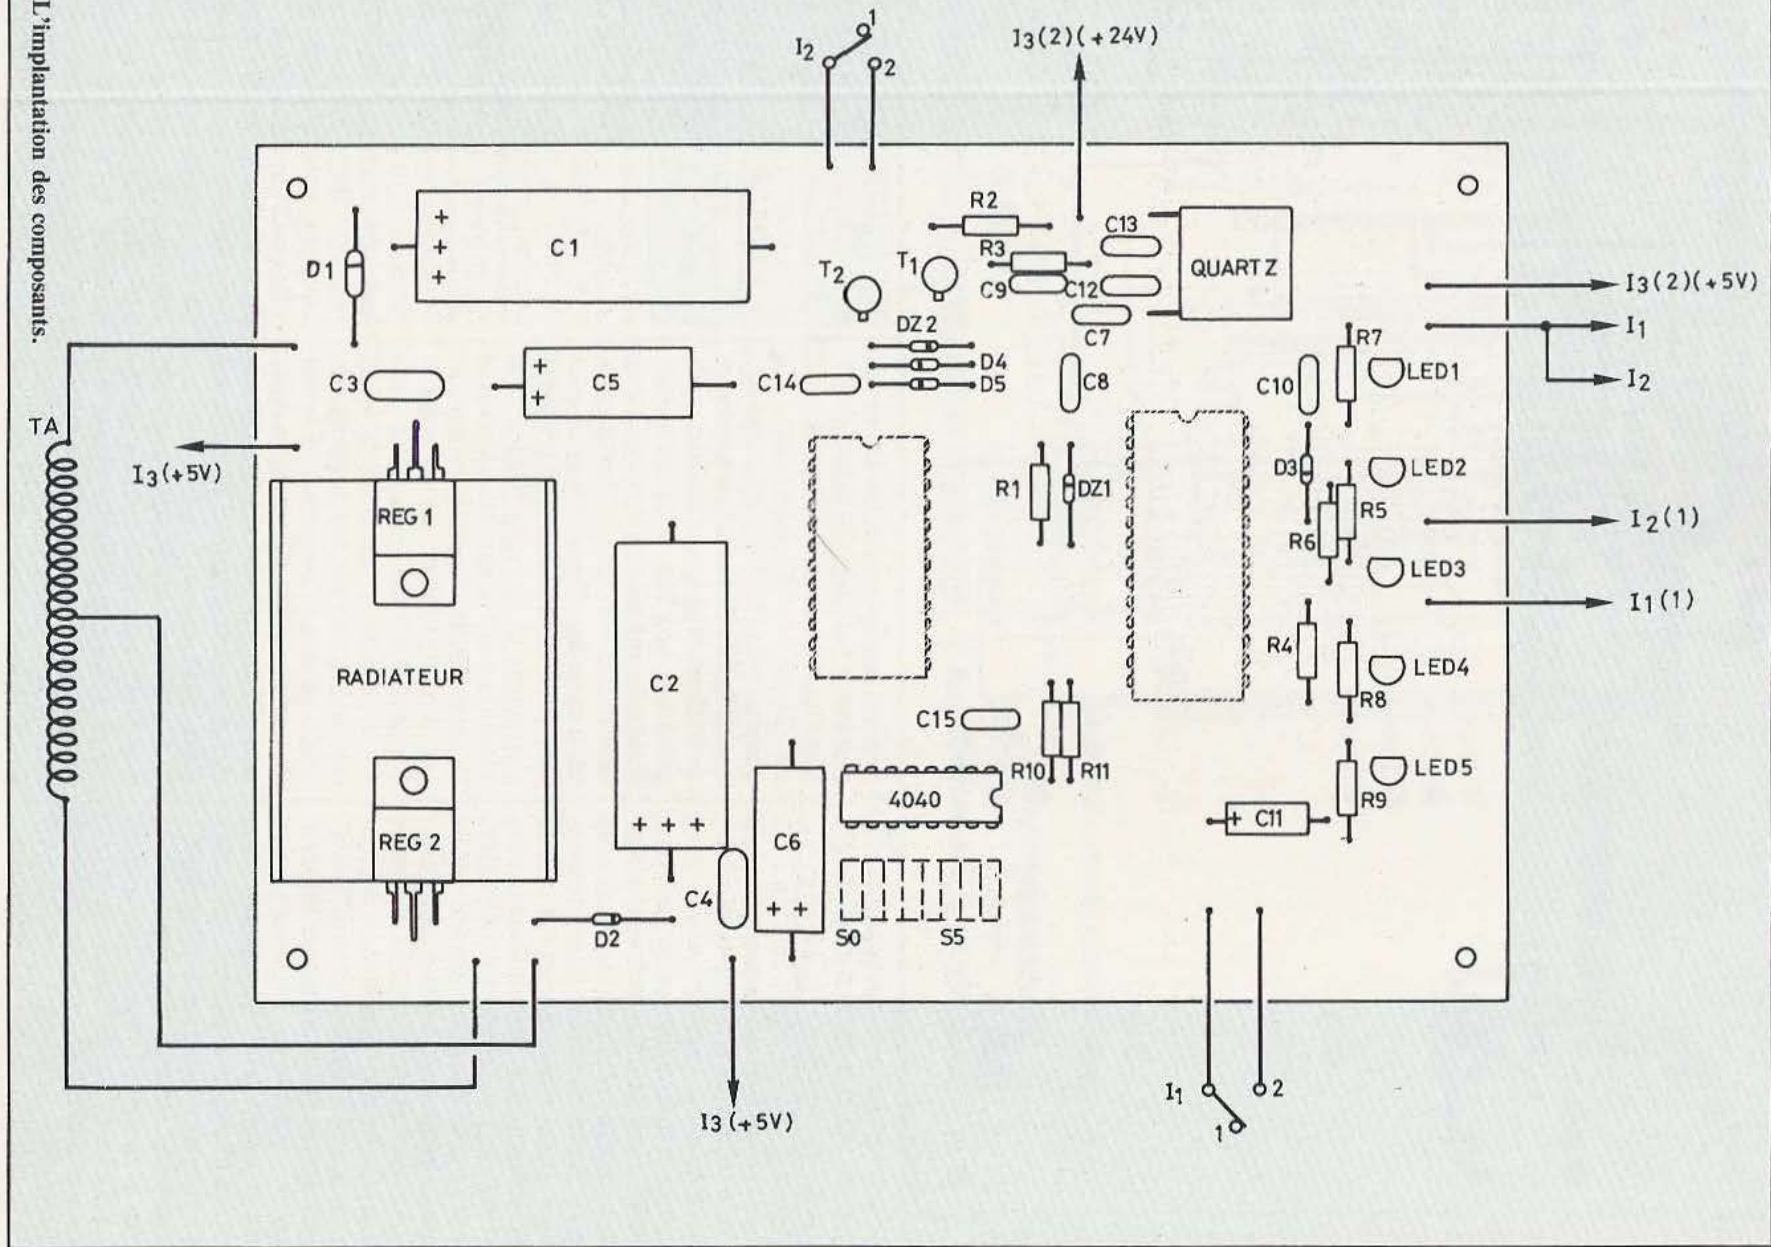 L'implantation des composants.
1
I2
2
I3(2)(+24V)
R2
C13
D1
+
+
+
C1
T2
T1
R3
C9
C12
QUARTZ
I3(2)(+5V)
C7
I1
DZ2
R7
C3
+
+
C5
C14
D4
D5
C8
C10
LED1
I2
TA
I3(+5V)
REG 1
R1
DZ1
D3
LED2
R5
R6
I2(1)
LED3
I1(1)
RADIATEUR
C2
R4
LED4
R8
C15
R10
R11
LED5
4040
R9
+ + +
C6
+ C11
REG 2
C4
+ +
D2
S0
S5
I3(+5V)
I1
2
1